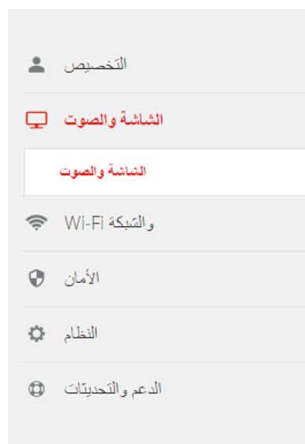 التخصيص
الشاشة والصوت
الشاشة والصوت
والشبكة Wi-Fi
الأمان
النظام
الدعم والتحديثات